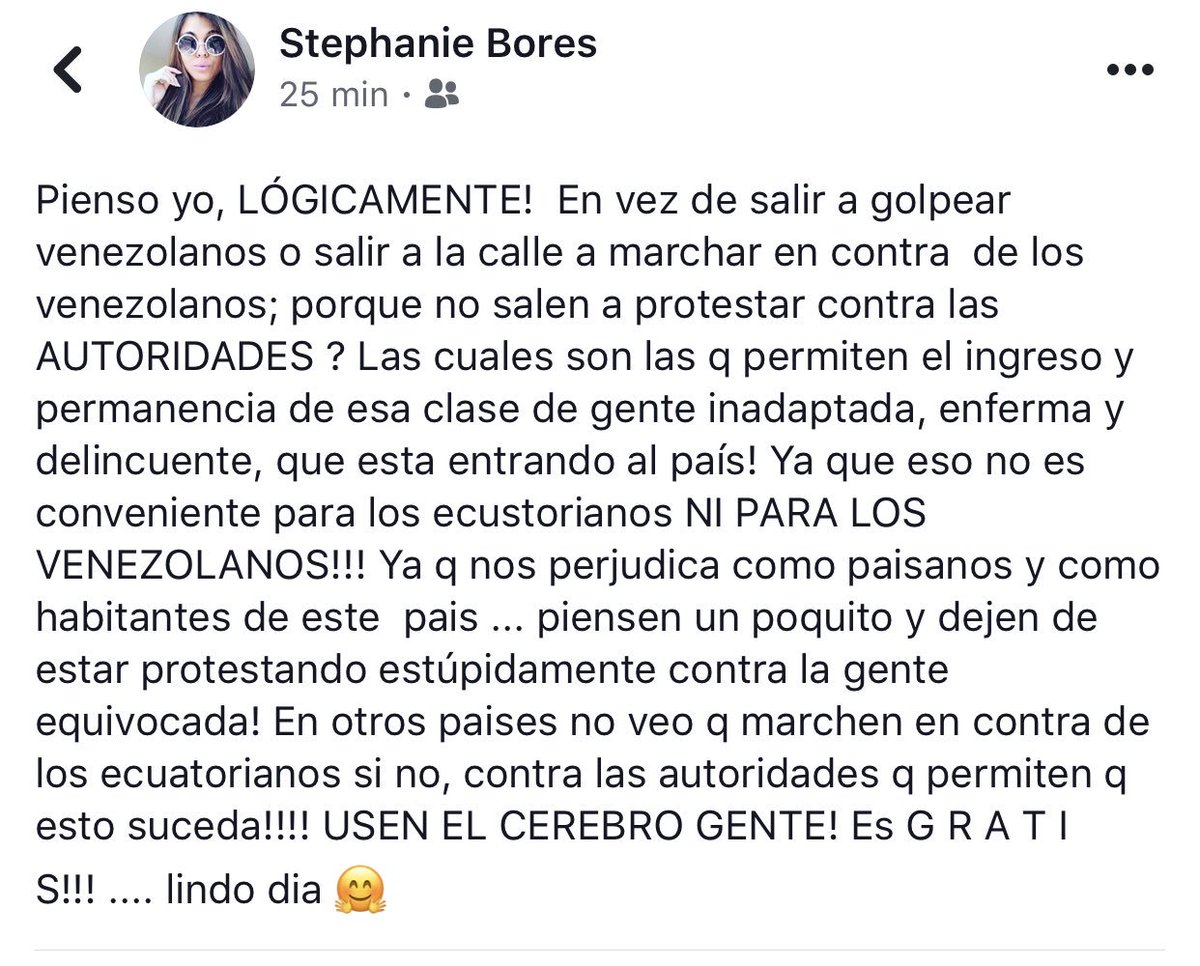 Stephanie Bores
25 min ·
Pienso yo, LÓGICAMENTE!  En vez de salir a golpear
venezolanos o salir a la calle a marchar en contra  de los
venezolanos; porque no salen a protestar contra las
AUTORIDADES ? Las cuales son las q permiten el ingreso y
permanencia de esa clase de gente inadaptada, enferma y
delincuente, que esta entrando al país! Ya que eso no es
conveniente para los ecustorianos NI PARA LOS
VENEZOLANOS!!! Ya q nos perjudica como paisanos y como
habitantes de este  pais ... piensen un poquito y dejen de
estar protestando estúpidamente contra la gente
equivocada! En otros paises no veo q marchen en contra de
los ecuatorianos si no, contra las autoridades q permiten q
esto suceda!!!! USEN EL CEREBRO GENTE! Es G R A T I
S!!! .... lindo dia 🤗